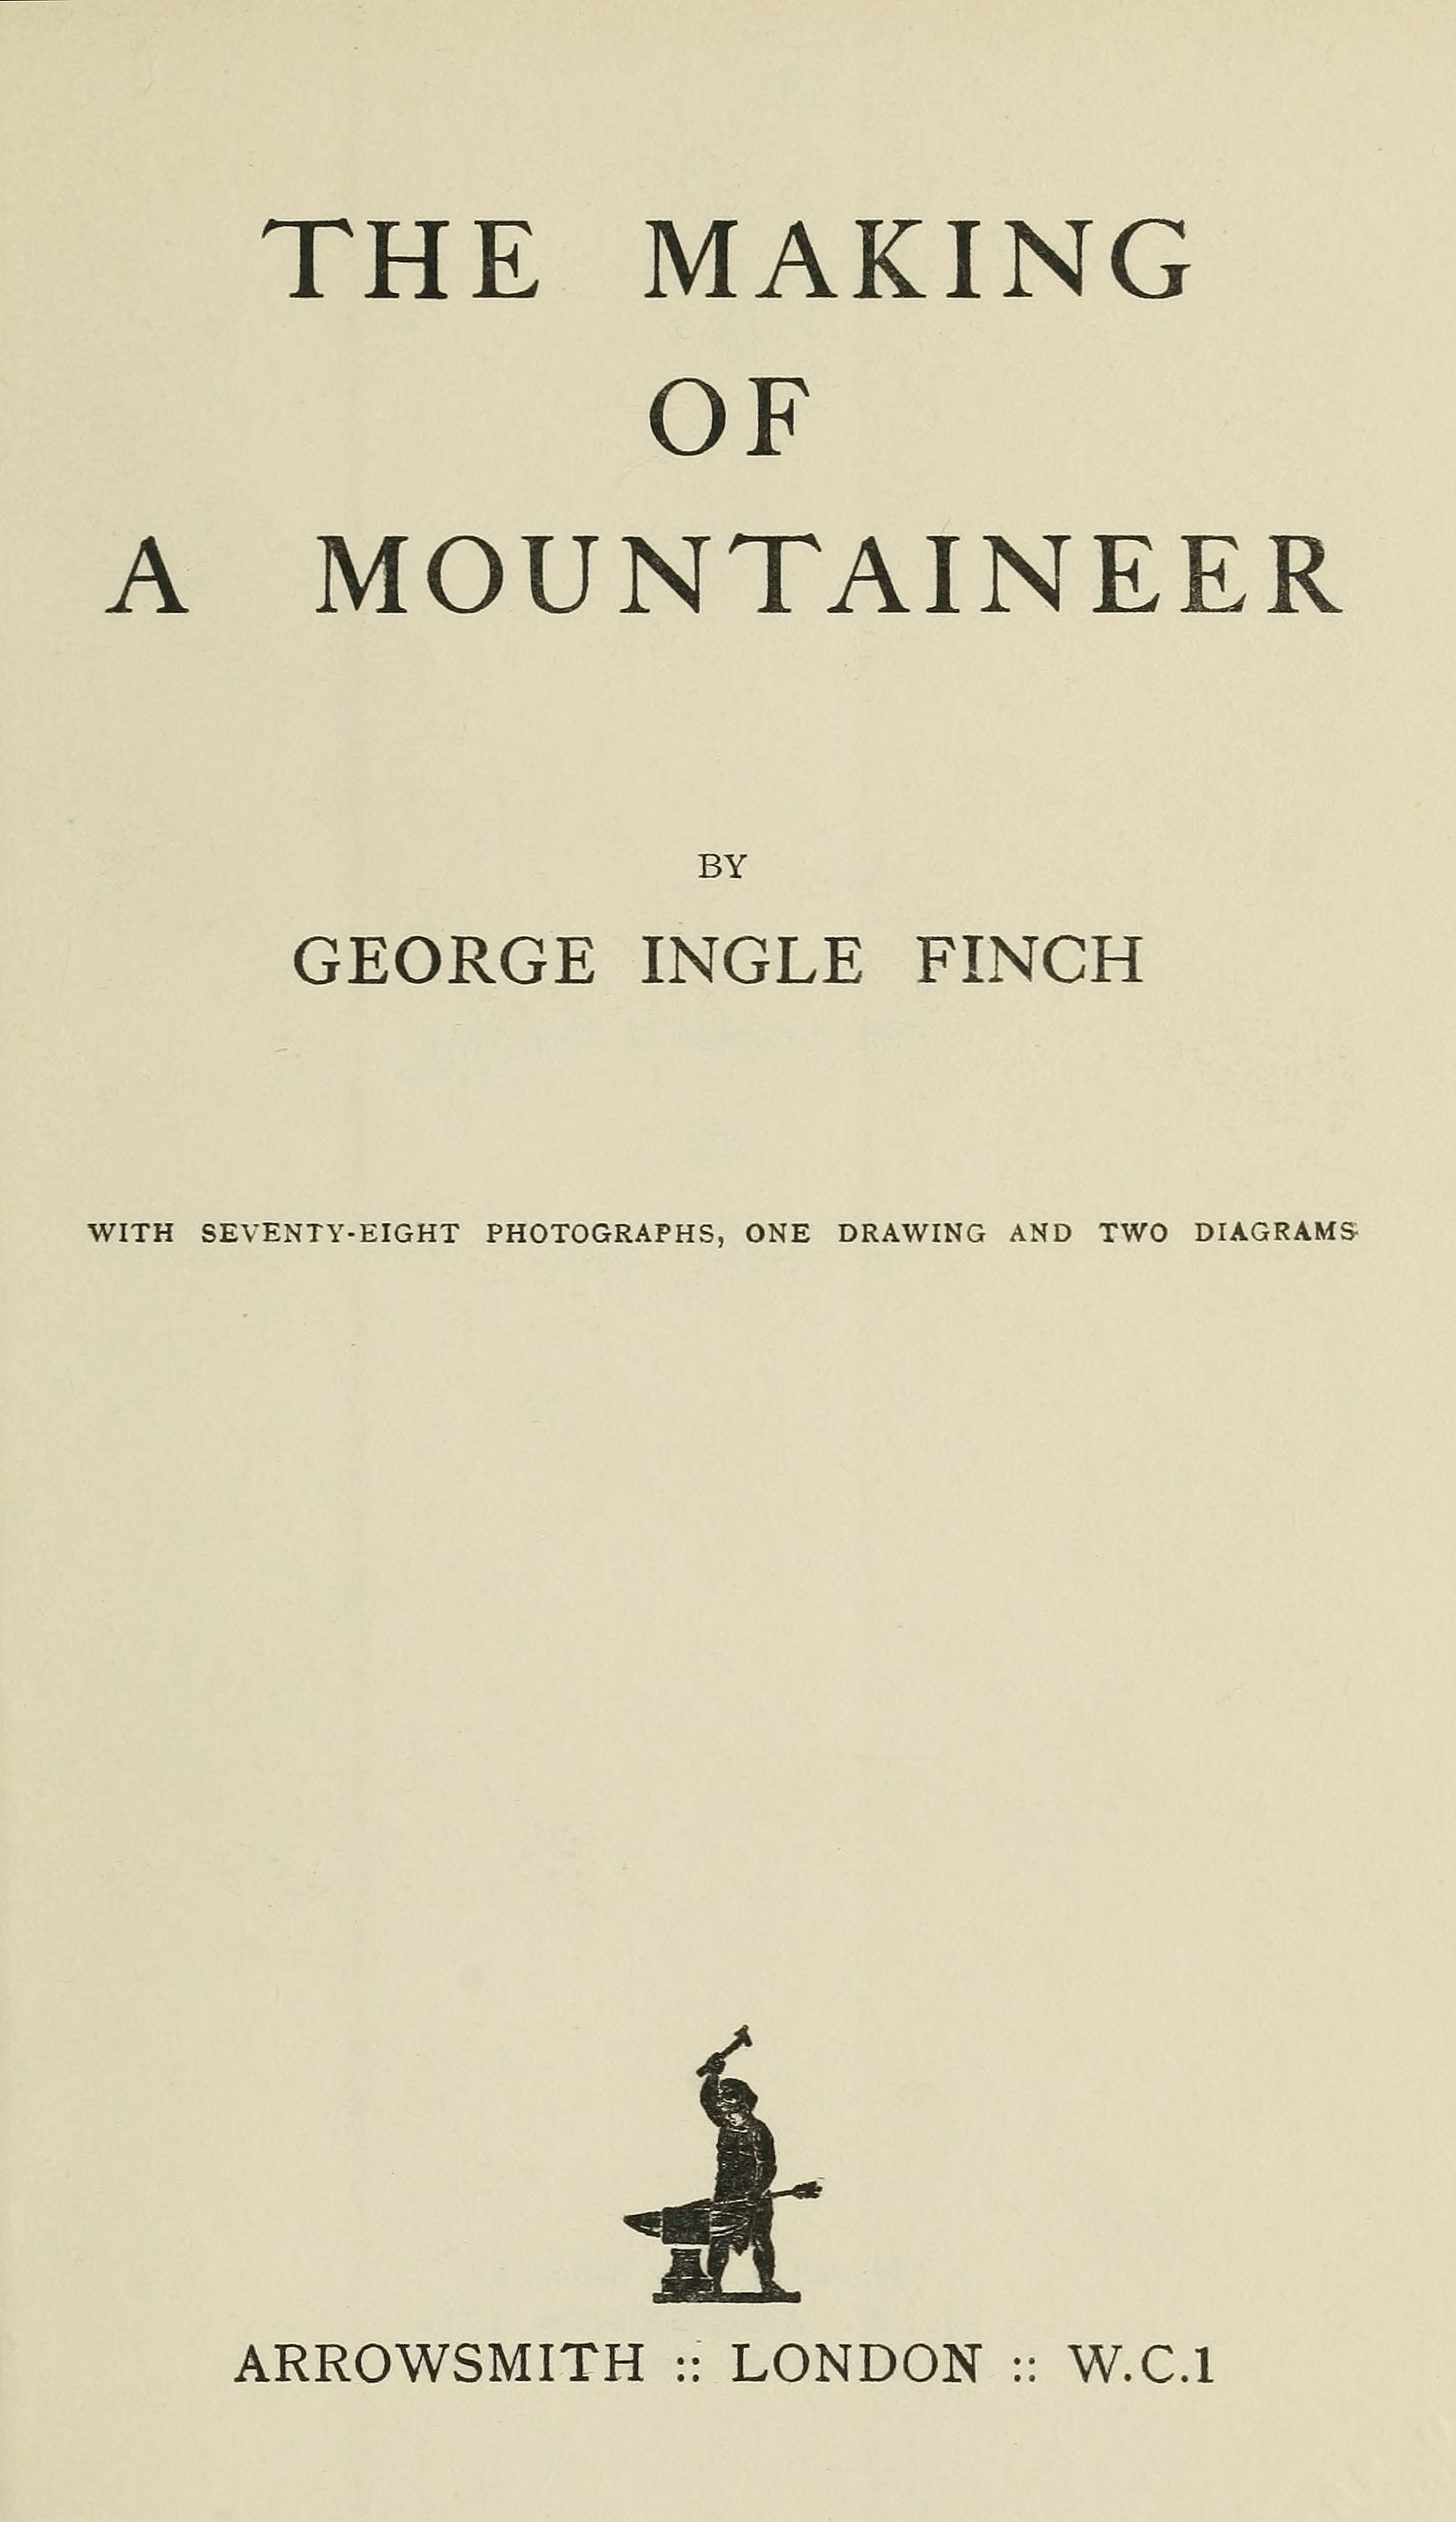 THE MAKING
OF
A MOUNTAINEER
BY
GEORGE INGLE FINCH
WITH SEVENTY-EIGHT PHOTOGRAPHS, ONE DRAWING AND TWO DIAGRAMS
ARROWSMITH :: LONDON :: W.C.1